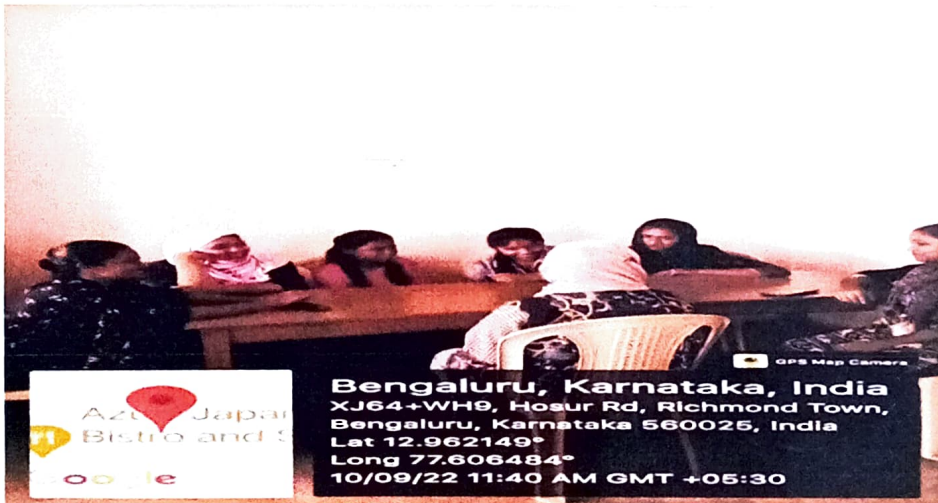 GPS Map Camera
Bengaluru, Karnataka, India
XJ64+WH9, Hosur Rd, Richmond Town,
Bengaluru, Karnataka 560025, India
Lat 12.962149°
Long 77.606484°
10/09/22 11:40 AM GMT +05:30
Japa
Bistro and S